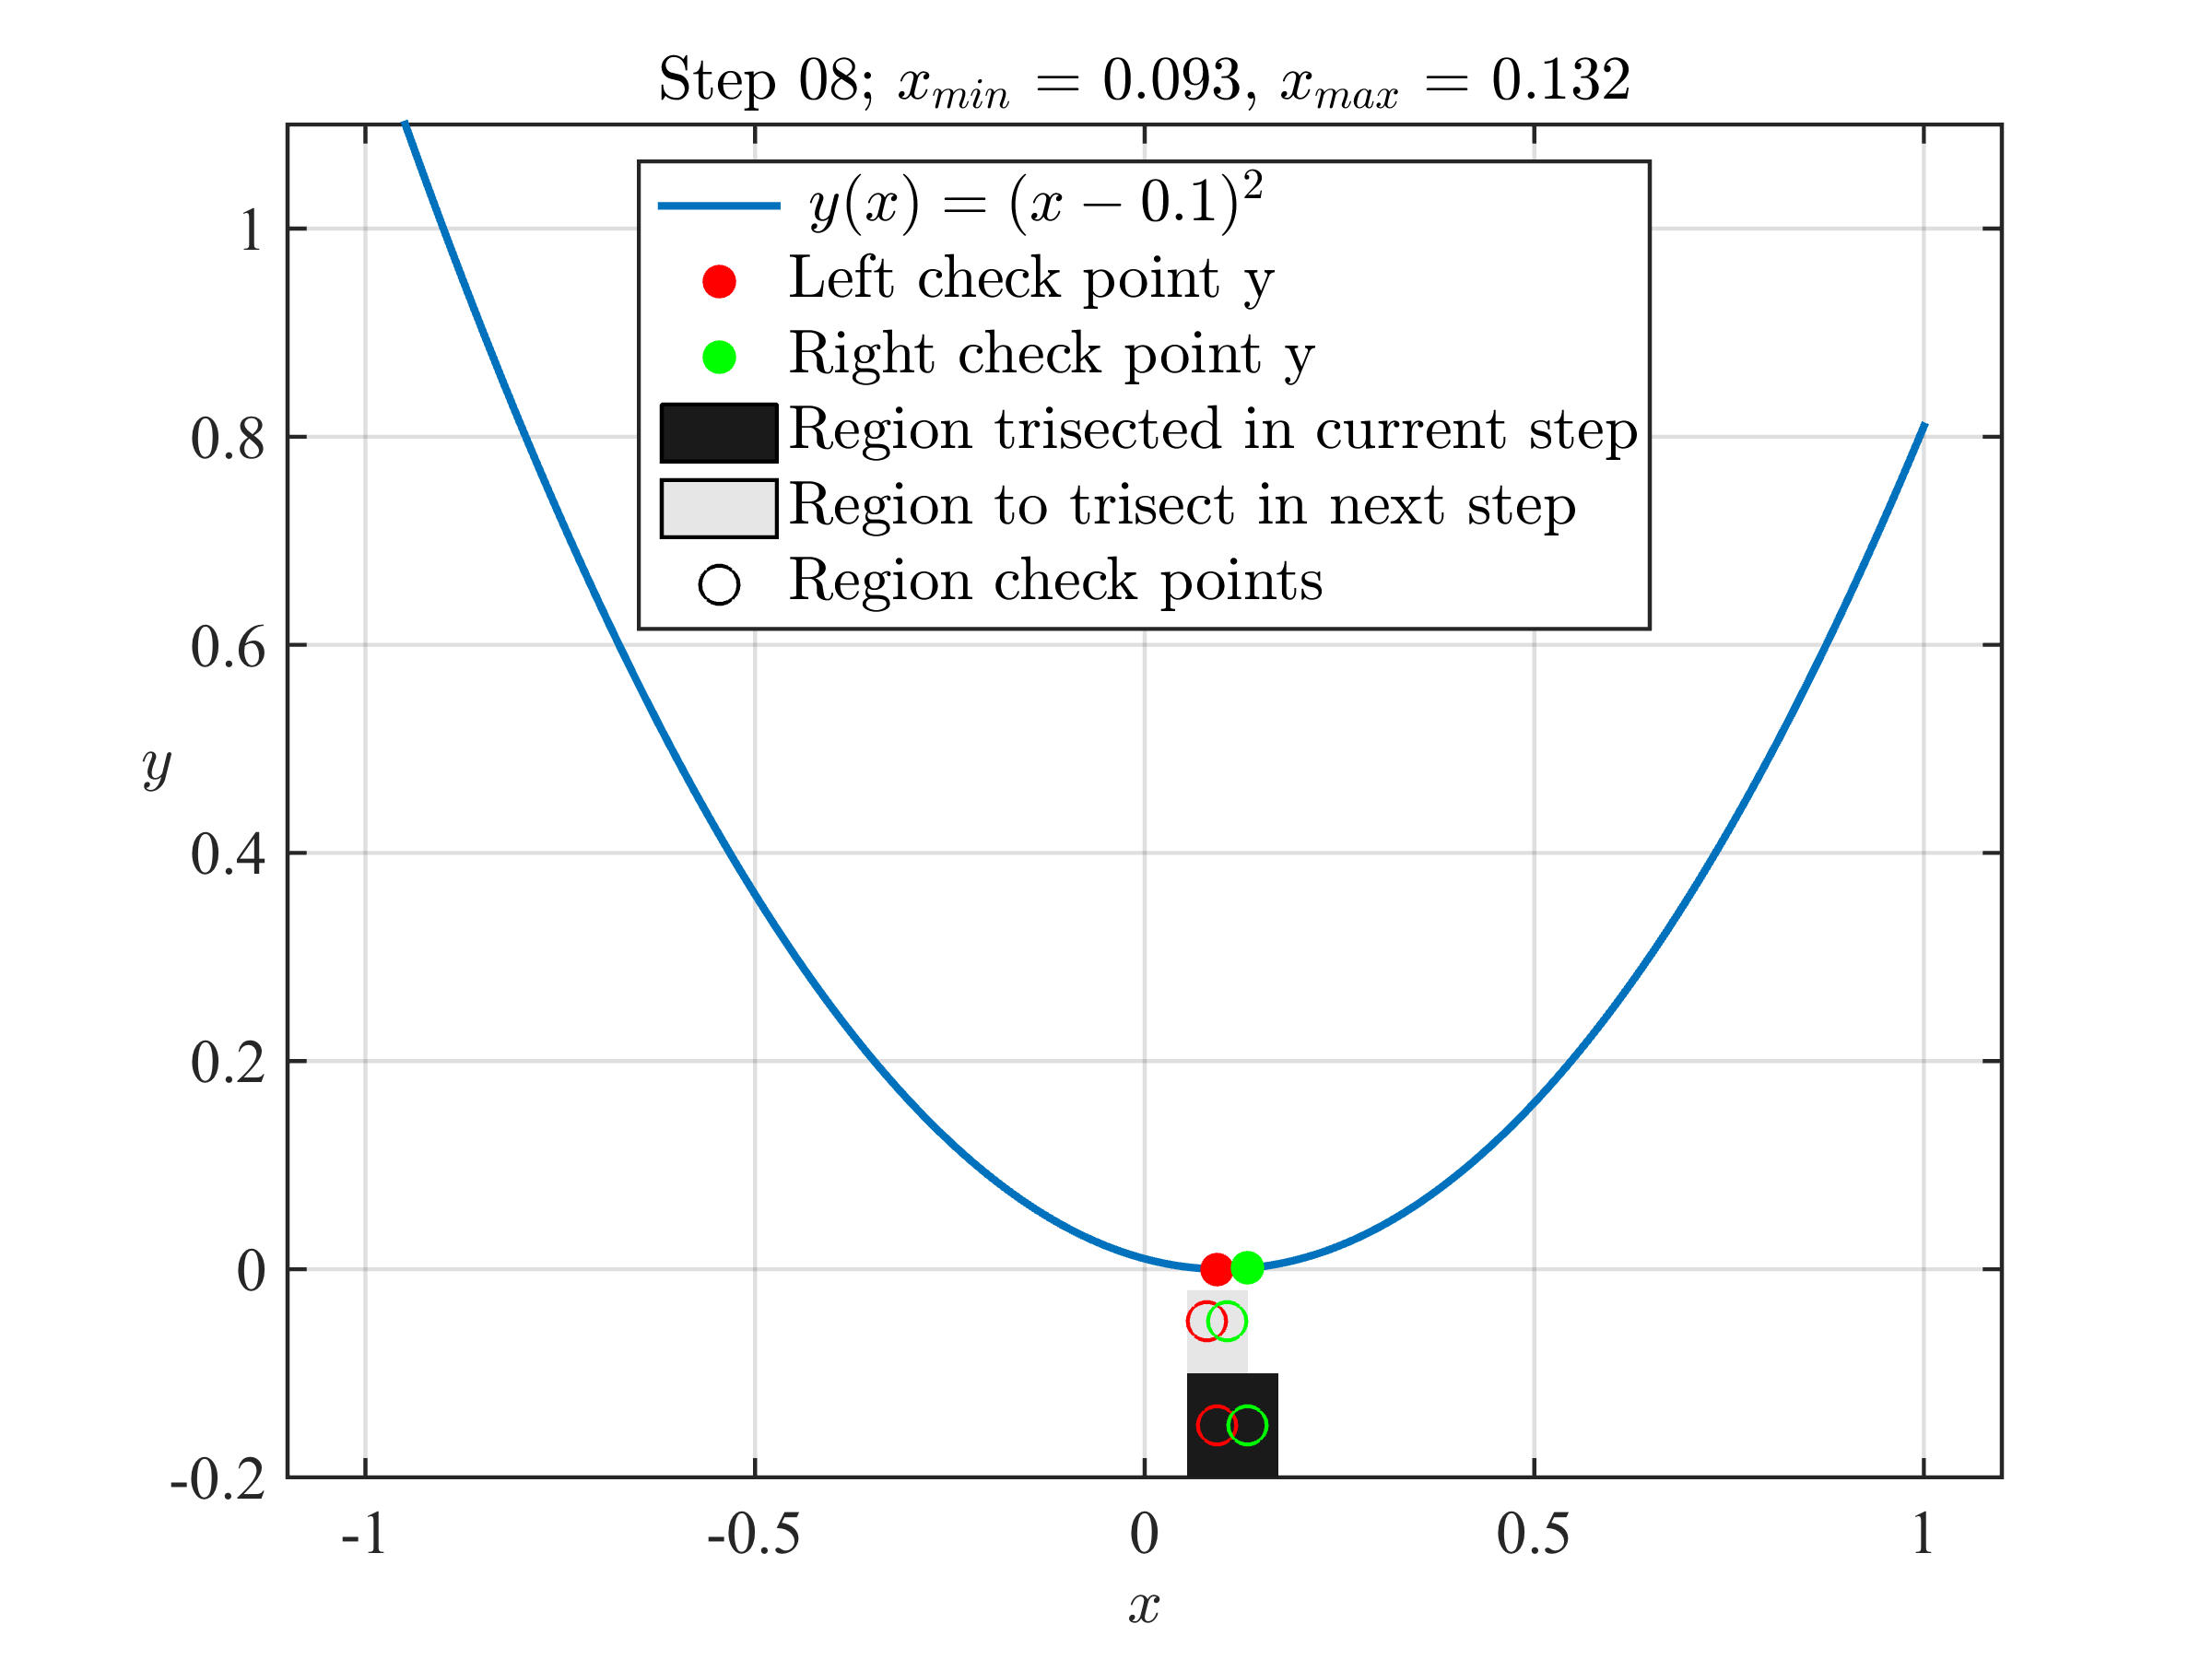 Step 08; x_min = 0.093, x_max = 0.132
y(x) = (x − 0.1)²
Left check point y
Right check point y
Region trisected in current step
Region to trisect in next step
Region check points
1
0.8
0.6
0.4
0.2
0
-0.2
y
-1 -0.5 0 0.5 1
x